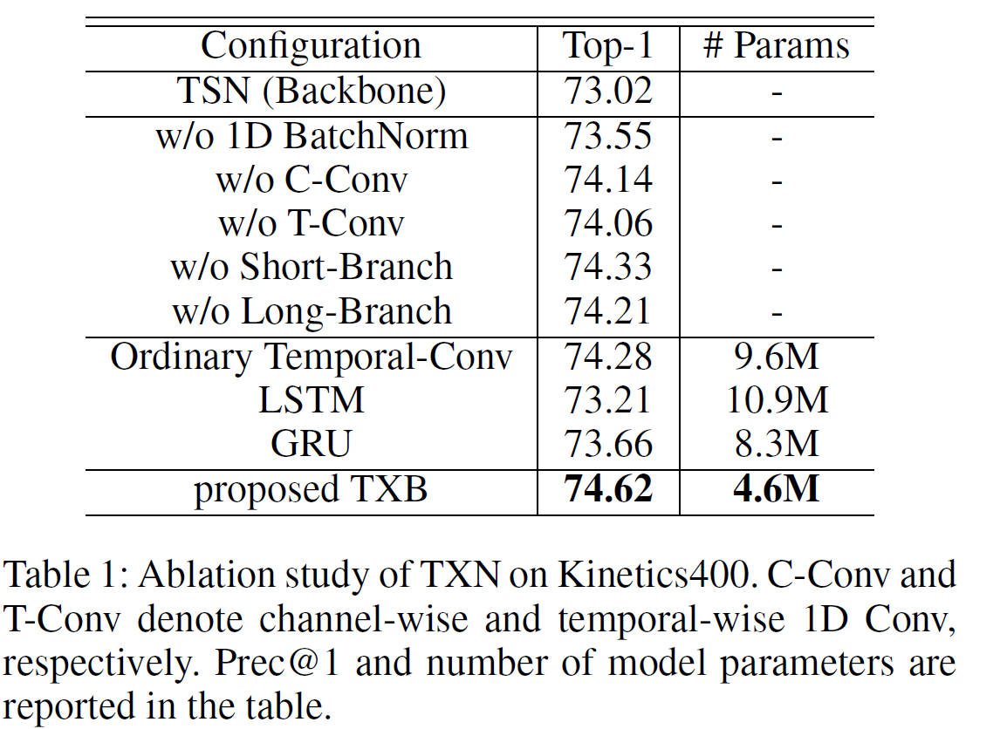 Configuration Top-1 # Params
TSN (Backbone) 73.02 -
w/o 1D BatchNorm 73.55 -
w/o C-Conv 74.14 -
w/o T-Conv 74.06 -
w/o Short-Branch 74.33 -
w/o Long-Branch 74.21 -
Ordinary Temporal-Conv 74.28 9.6M
LSTM 73.21 10.9M
GRU 73.66 8.3M
proposed TXB 74.62 4.6M
Table 1: Ablation study of TXN on Kinetics400. C-Conv and
T-Conv denote channel-wise and temporal-wise 1D Conv,
respectively. Prec@1 and number of model parameters are
reported in the table.